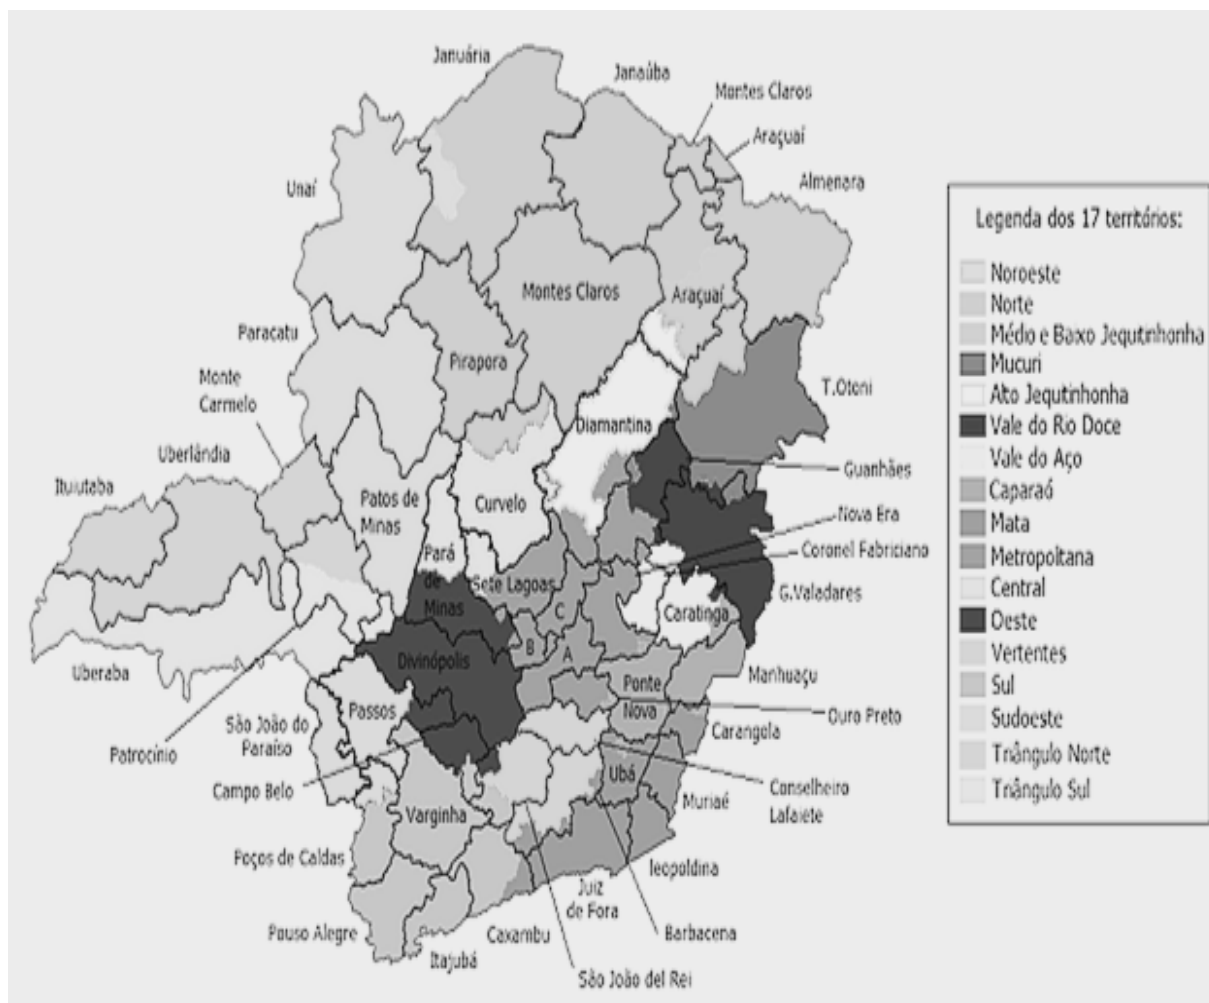 Januária
Janaúba
Montes Claros
Araçuaí
Almenara
Unaí
Montes Claros
Araçuaí
Paracatu
Pirapora
Monte
Carmelo
T.Otoni
Diamantina
Uberlândia
Guanhães
Ituiutaba
Patos de
Minas
Curvelo
Nova Era
Pará
de
Minas
Sete Lagoas
Coronel Fabriciano
G.Valadares
C
Caratinga
B
A
Divinópolis
Uberaba
Ponte
Nova
Manhuaçu
Passos
Ouro Preto
São João do
Paraíso
Carangola
Patrocínio
Ubá
Campo Belo
Conselheiro
Lafaiete
Muriaé
Varginha
Poços de Caldas
leopoldina
Juiz
de Fora
Pouso Alegre
Caxambu
Barbacena
Itajubá
São João del Rei
Legenda dos 17 territórios:
Noroeste
Norte
Médio e Baixo Jequtinhonha
Mucuri
Ato Jequtinhonha
Vale do Rio Doce
Vale do Aço
Caparaó
Mata
Metropoltana
Central
Oeste
Vertentes
Sul
Sudoeste
Triângulo Norte
Triângulo Sul